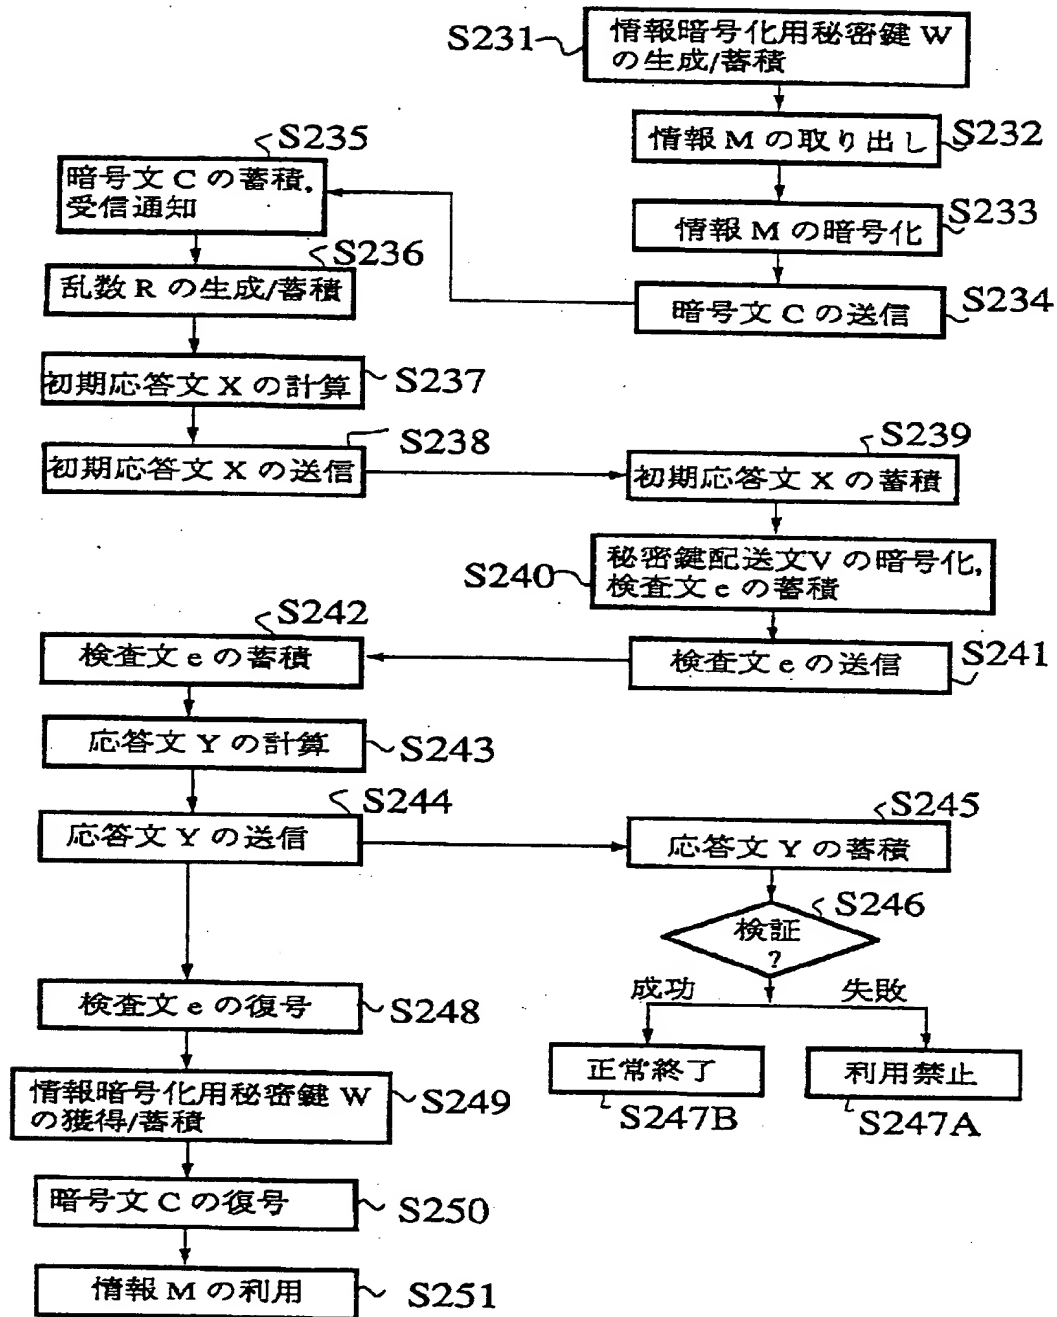 S231
情報暗号化用秘密鍵 W
の生成/蓄積
情報 M の取り出し
S232
情報 M の暗号化
S233
暗号文 C の送信
S234
S235
暗号文 C の蓄積,
受信通知
S236
乱数 R の生成/蓄積
初期応答文 X の計算
S237
初期応答文 X の送信
S238
S239
初期応答文 X の蓄積
S240
秘密鍵配送文V の暗号化,
検査文 e の蓄積
検査文 e の送信
S241
S242
検査文 e の蓄積
応答文 Y の計算
S243
S244
応答文 Y の送信
S245
応答文 Y の蓄積
S246
検証
?
成功
失敗
正常終了
S247B
利用禁止
S247A
検査文 e の復号
S248
情報暗号化用秘密鍵 W
の獲得/蓄積
S249
暗号文 C の復号
S250
情報 M の利用
S251